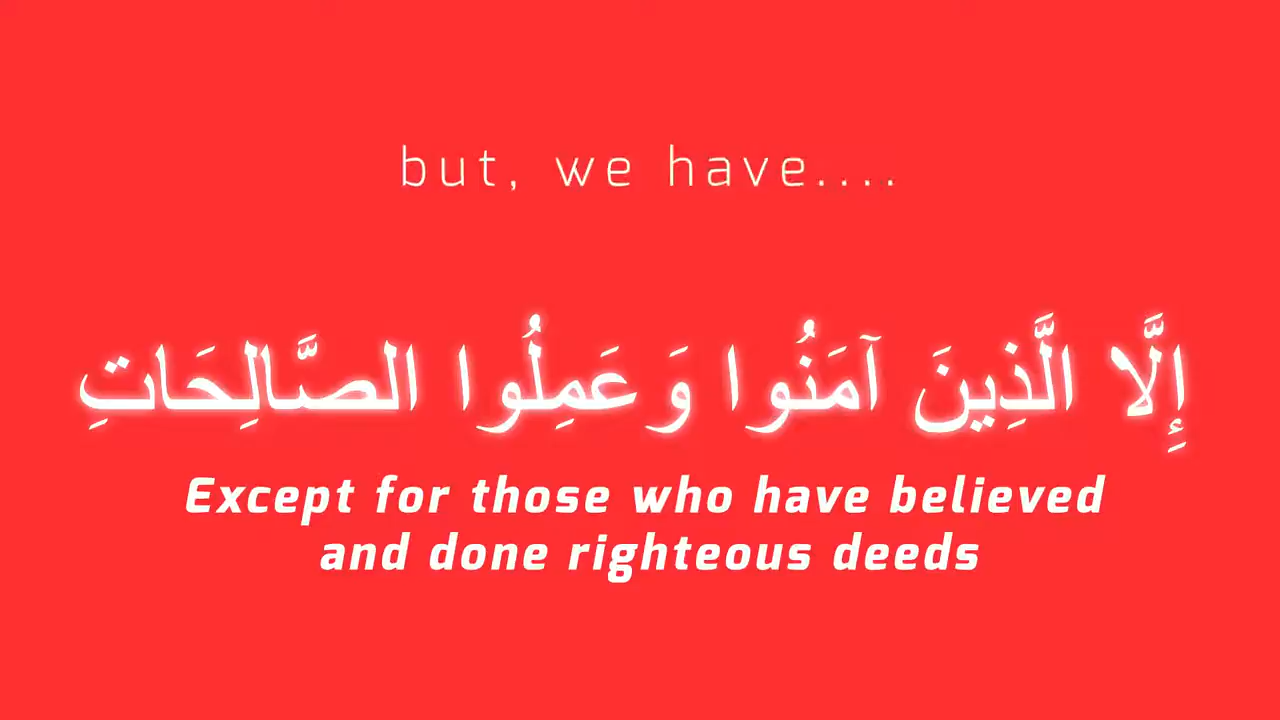 but, we have....
إِلَّا الَّذِينَ آمَنُوا وَعَمِلُوا الصَّالِحَاتِ
Except for those who have believed
and done righteous deeds